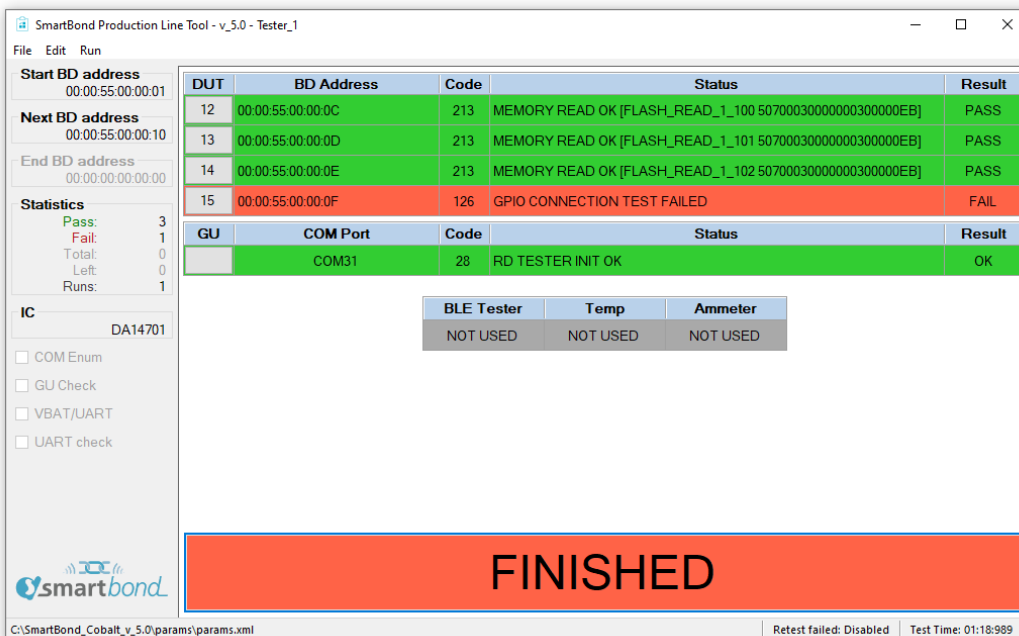 SmartBond Production Line Tool - v_5.0 - Tester_1
File Edit Run
Start BD address
00:00:55:00:00:01
Next BD address
00:00:55:00:00:10
End BD address
00:00:00:00:00:00
Statistics
Pass: 3
Fail: 1
Total: 0
Left: 0
Runs: 1
IC
DA14701
COM Enum
GU Check
VBAT/UART
UART check
smartbond
DUT BD Address Code Status Result
12 00:00:55:00:00:0C 213 MEMORY READ OK [FLASH_READ_1_100 50700030000000300000EB] PASS
13 00:00:55:00:00:0D 213 MEMORY READ OK [FLASH_READ_1_101 50700030000000300000EB] PASS
14 00:00:55:00:00:0E 213 MEMORY READ OK [FLASH_READ_1_102 50700030000000300000EB] PASS
15 00:00:55:00:00:0F 126 GPIO CONNECTION TEST FAILED FAIL
GU COM Port Code Status Result
COM31 28 RD TESTER INIT OK OK
BLE Tester Temp Ammeter
NOT USED NOT USED NOT USED
FINISHED
C:\SmartBond_Cobalt_v_5.0\params\params.xml Retest failed: Disabled Test Time: 01:18:989